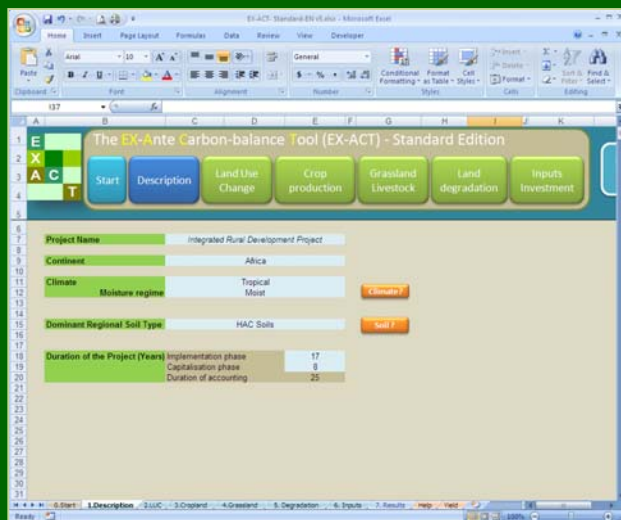 EX-ACT- Standard-EN v5.xlsx - Microsoft Excel
Home Insert Page Layout Formulas Data Review View Developer
Paste
Arial 10 General
Conditional Formatting Format as Table Cell Styles
Insert Delete Format
Sort & Filter Find & Select
Clipboard Font Alignment Number Styles Cells Editing
I37
A B C D E F G H I J K
E X A C T
The EX-Ante Carbon-balance Tool (EX-ACT) - Standard Edition
Start Description Land Use Change Crop production Grassland Livestock Land degradation Inputs Investment
Project Name Integrated Rural Development Project
Continent Africa
Climate Tropical
Moisture regime Moist
Climate ?
Dominant Regional Soil Type HAC Soils
Soil ?
Duration of the Project (Years) Implementation phase 17
Capitalisation phase 8
Duration of accounting 25
0.Start 1.Description 2.LUC 3.Cropland 4.Grassland 5. Degradation 6. Inputs 7. Results Help Yield
Ready 100%